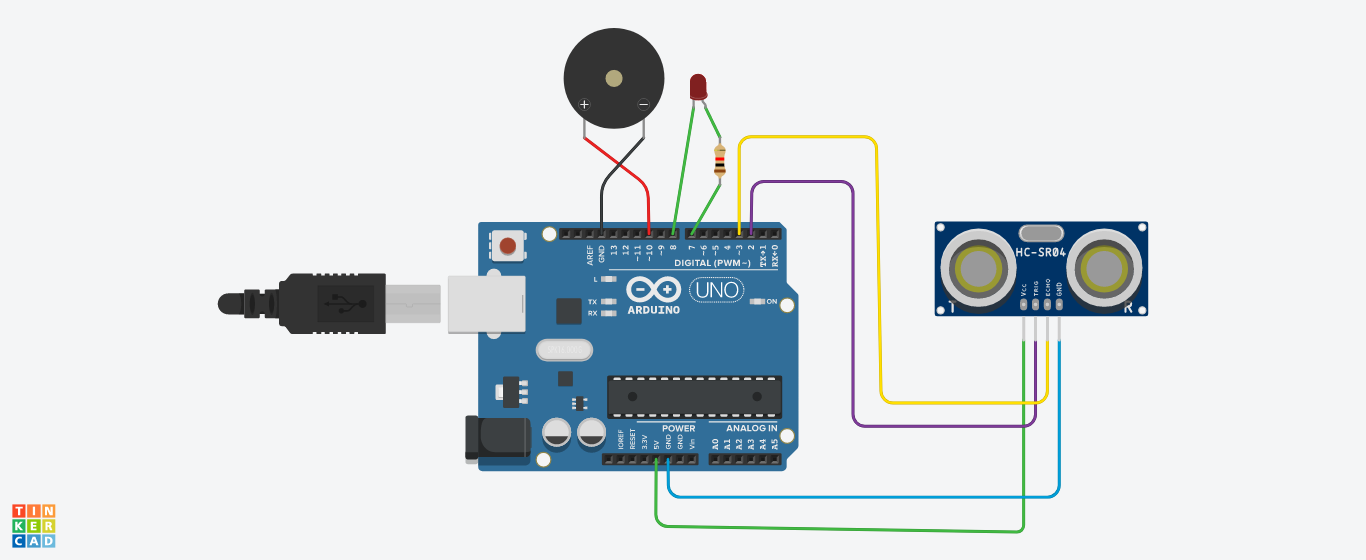 + −
AREF
GND
13
12
~11
~10
~9
8
7
~6
~5
4
~3
2
TX→1
RX←0
DIGITAL (PWM~)
L
TX
RX
UNO
ON
ARDUINO
HC-SR04
VCC
TRIG
ECHO
GND
T
R
POWER
ANALOG IN
IOREF
RESET
3.3V
5V
GND
GND
Vin
A0
A1
A2
A3
A4
A5
TIN
KER
CAD